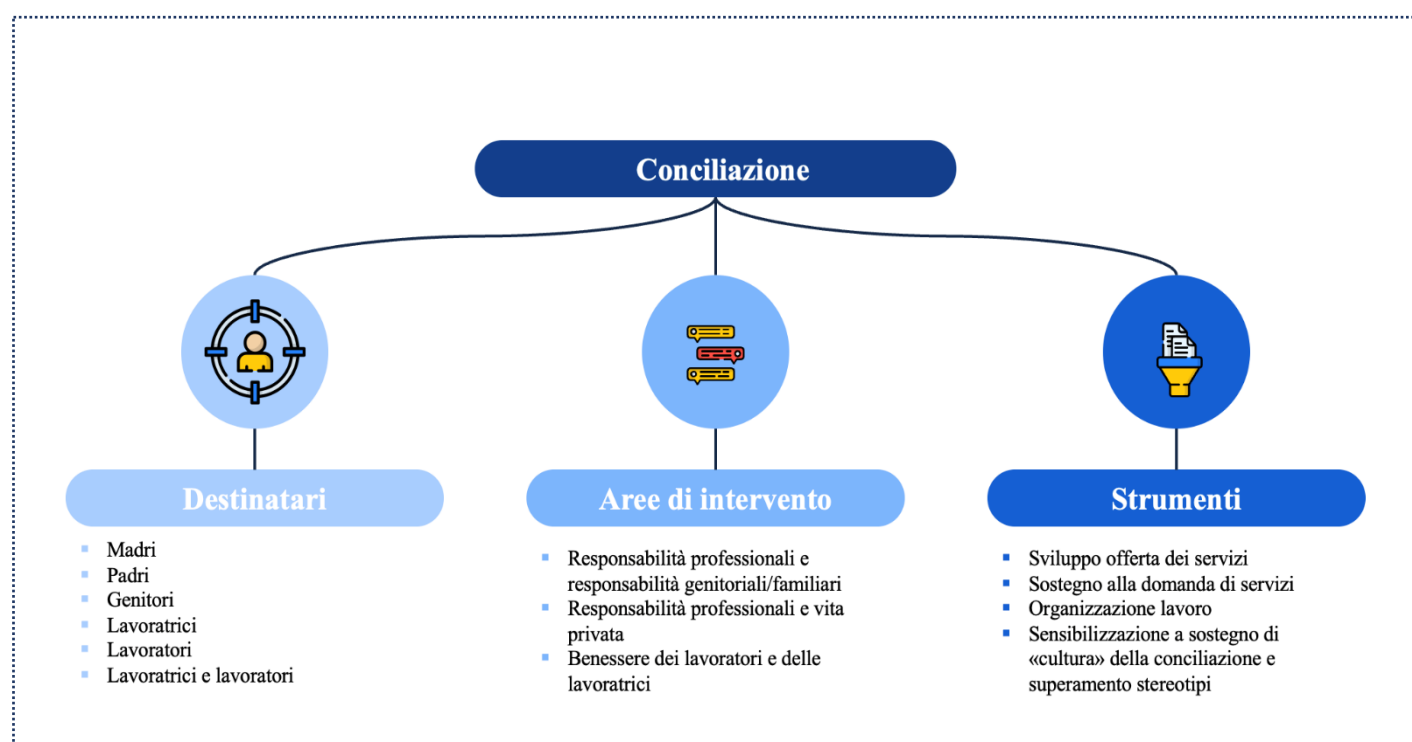 Conciliazione
Destinatari
Madri
Padri
Genitori
Lavoratrici
Lavoratori
Lavoratrici e lavoratori
Aree di intervento
Responsabilità professionali e
responsabilità genitoriali/familiari
Responsabilità professionali e vita
privata
Benessere dei lavoratori e delle
lavoratrici
Strumenti
Sviluppo offerta dei servizi
Sostegno alla domanda di servizi
Organizzazione lavoro
Sensibilizzazione a sostegno di
«cultura» della conciliazione e
superamento stereotipi